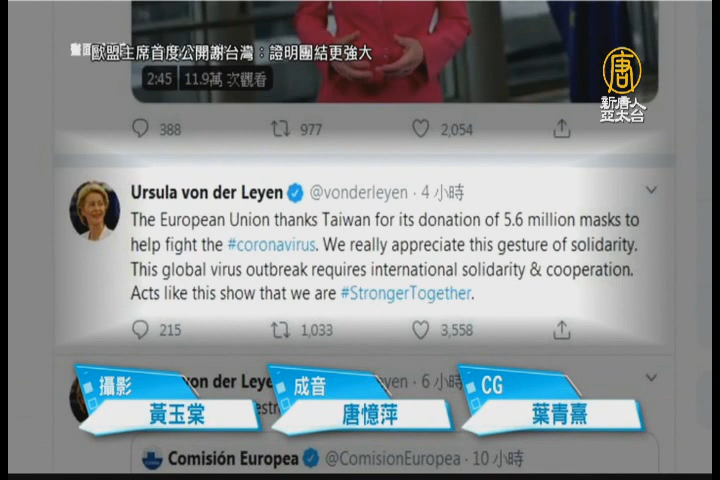 歐盟主席首度公開謝台灣：證明團結更強大
2:45 11.9萬 次觀看
唐
新唐人
亞太台
388 977 2,054
Ursula von der Leyen @vonderleyen · 4 小時
The European Union thanks Taiwan for its donation of 5.6 million masks to
help fight the #coronavirus. We really appreciate this gesture of solidarity.
This global virus outbreak requires international solidarity & cooperation.
Acts like this show that we are #StrongerTogether.
215 1,033 3,558
von der · 6 小時
攝影 成音 CG
黃玉棠 唐憶萍 葉青熹
Comisión Europea @ComisionEuropea · 10 小時